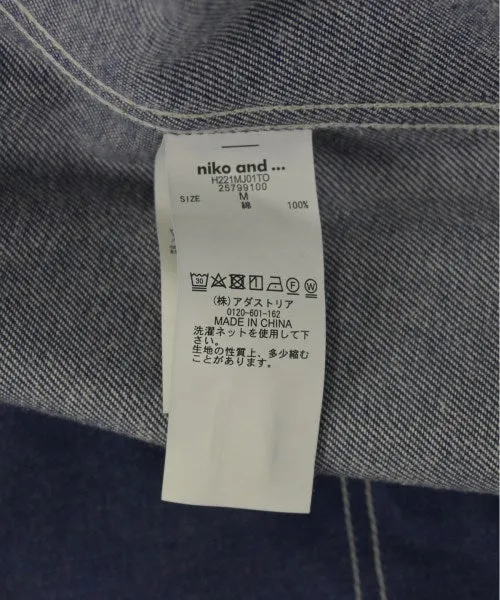 niko and ...
H221MJ01TO
25799100
SIZE M
綿 100%
30 F W
(株)アダストリア
0120-601-162
MADE IN CHINA
洗濯ネットを使用して下
さい。
生地の性質上、多少縮む
ことがあります。